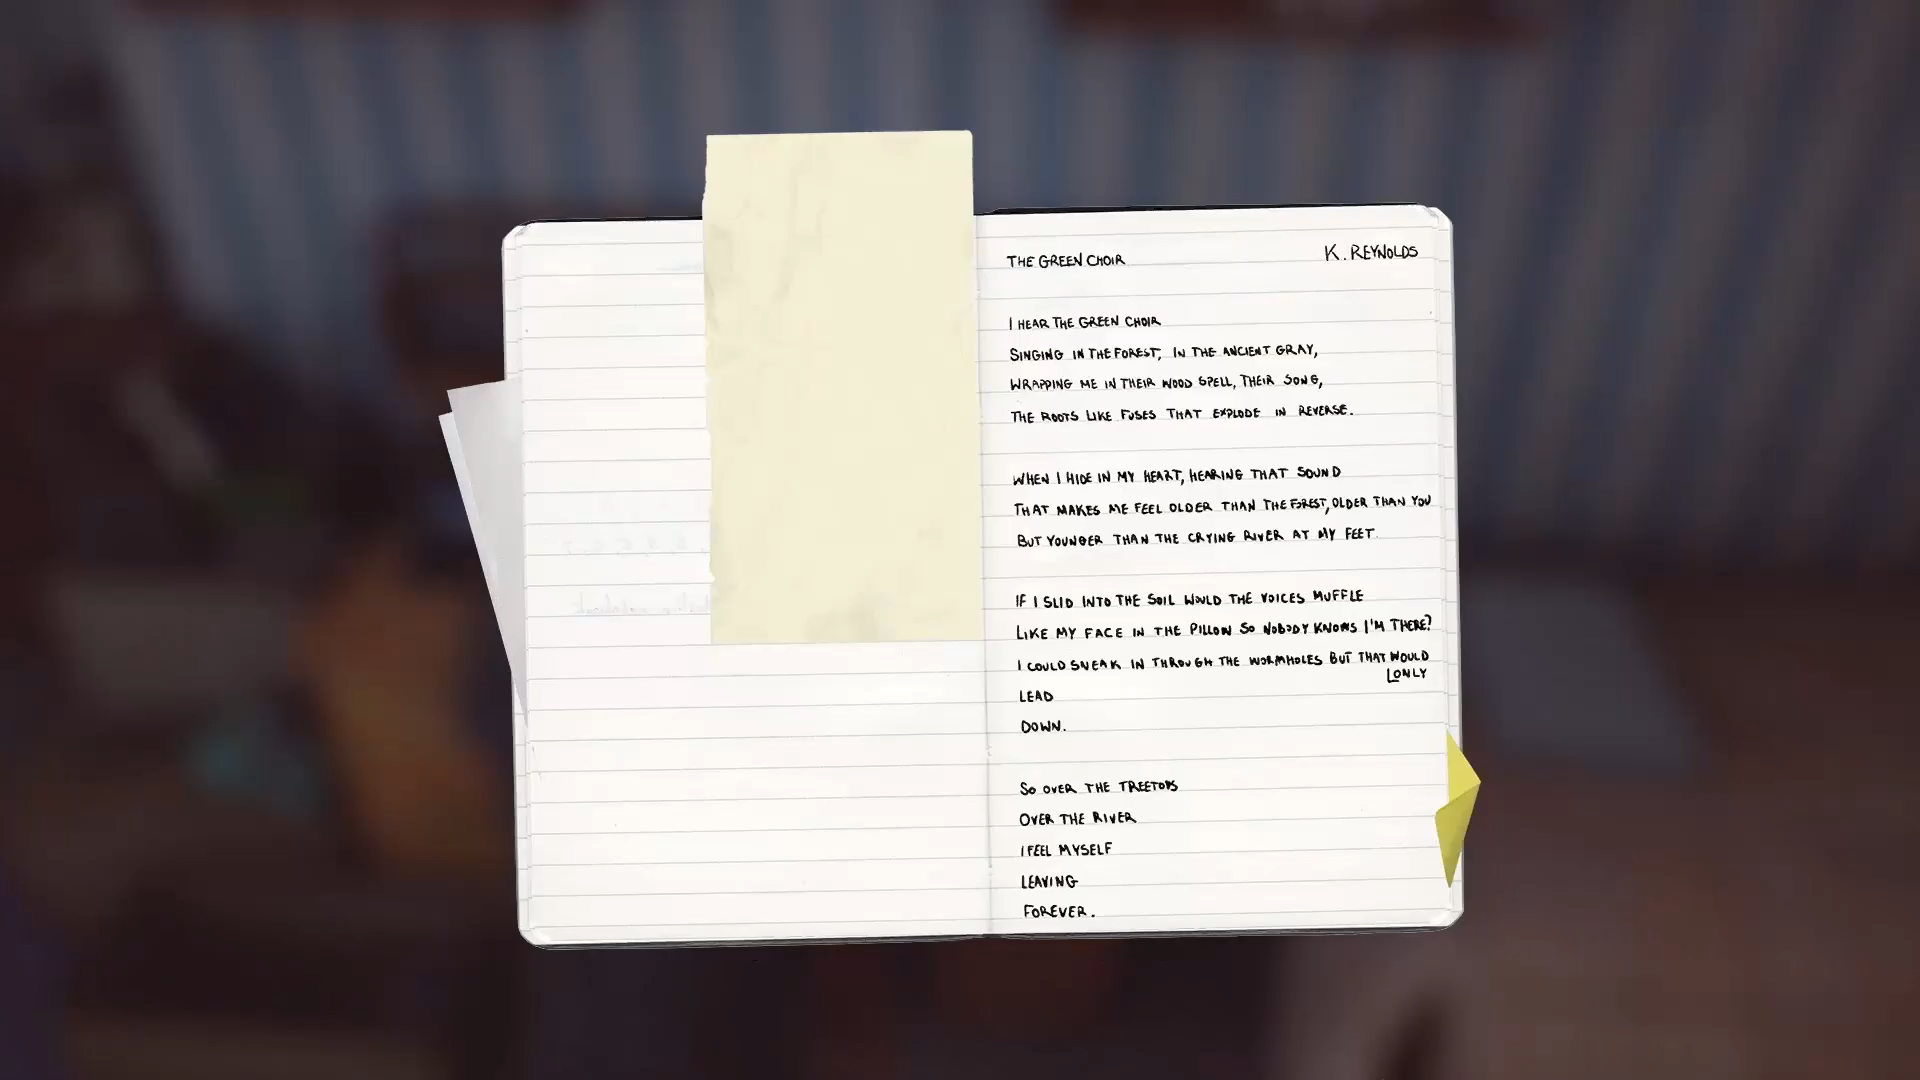 THE GREEN CHOIR
K. REYNOLDS
I HEAR THE GREEN CHOIR
SINGING IN THE FOREST, IN THE ANCIENT GRAY,
WRAPPING ME IN THEIR WOOD SPELL, THEIR SONG,
THE ROOTS LIKE FUSES THAT EXPLODE IN REVERSE.
WHEN I HIDE IN MY HEART, HEARING THAT SOUND
THAT MAKES ME FEEL OLDER THAN THE FOREST, OLDER THAN YOU
BUT YOUNGER THAN THE CRYING RIVER AT MY FEET.
IF I SLID INTO THE SOIL WOULD THE VOICES MUFFLE
LIKE MY FACE IN THE PILLOW SO NOBODY KNOWS I'M THERE?
I COULD SNEAK IN THROUGH THE WORMHOLES BUT THAT WOULD
ONLY
LEAD
DOWN.
SO OVER THE TREETOPS
OVER THE RIVER
I FEEL MYSELF
LEAVING
FOREVER.